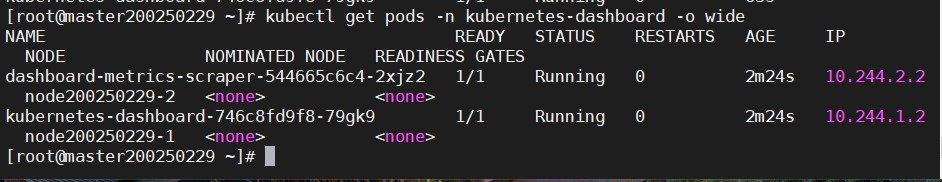 [root@master200250229 ~]# kubectl get pods -n kubernetes-dashboard -o wide
NAME READY STATUS RESTARTS AGE IP
NODE NOMINATED NODE READINESS GATES
dashboard-metrics-scraper-544665c6c4-2xjz2 1/1 Running 0 2m24s 10.244.2.2
node200250229-2 <none> <none>
kubernetes-dashboard-746c8fd9f8-79gk9 1/1 Running 0 2m24s 10.244.1.2
node200250229-1 <none> <none>
[root@master200250229 ~]#